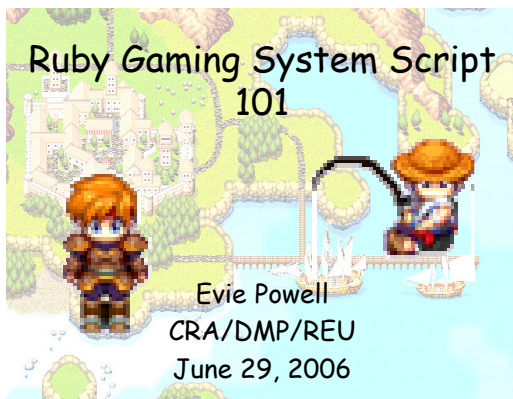 Ruby Gaming System Script
101
Evie Powell
CRA/DMP/REU
June 29, 2006